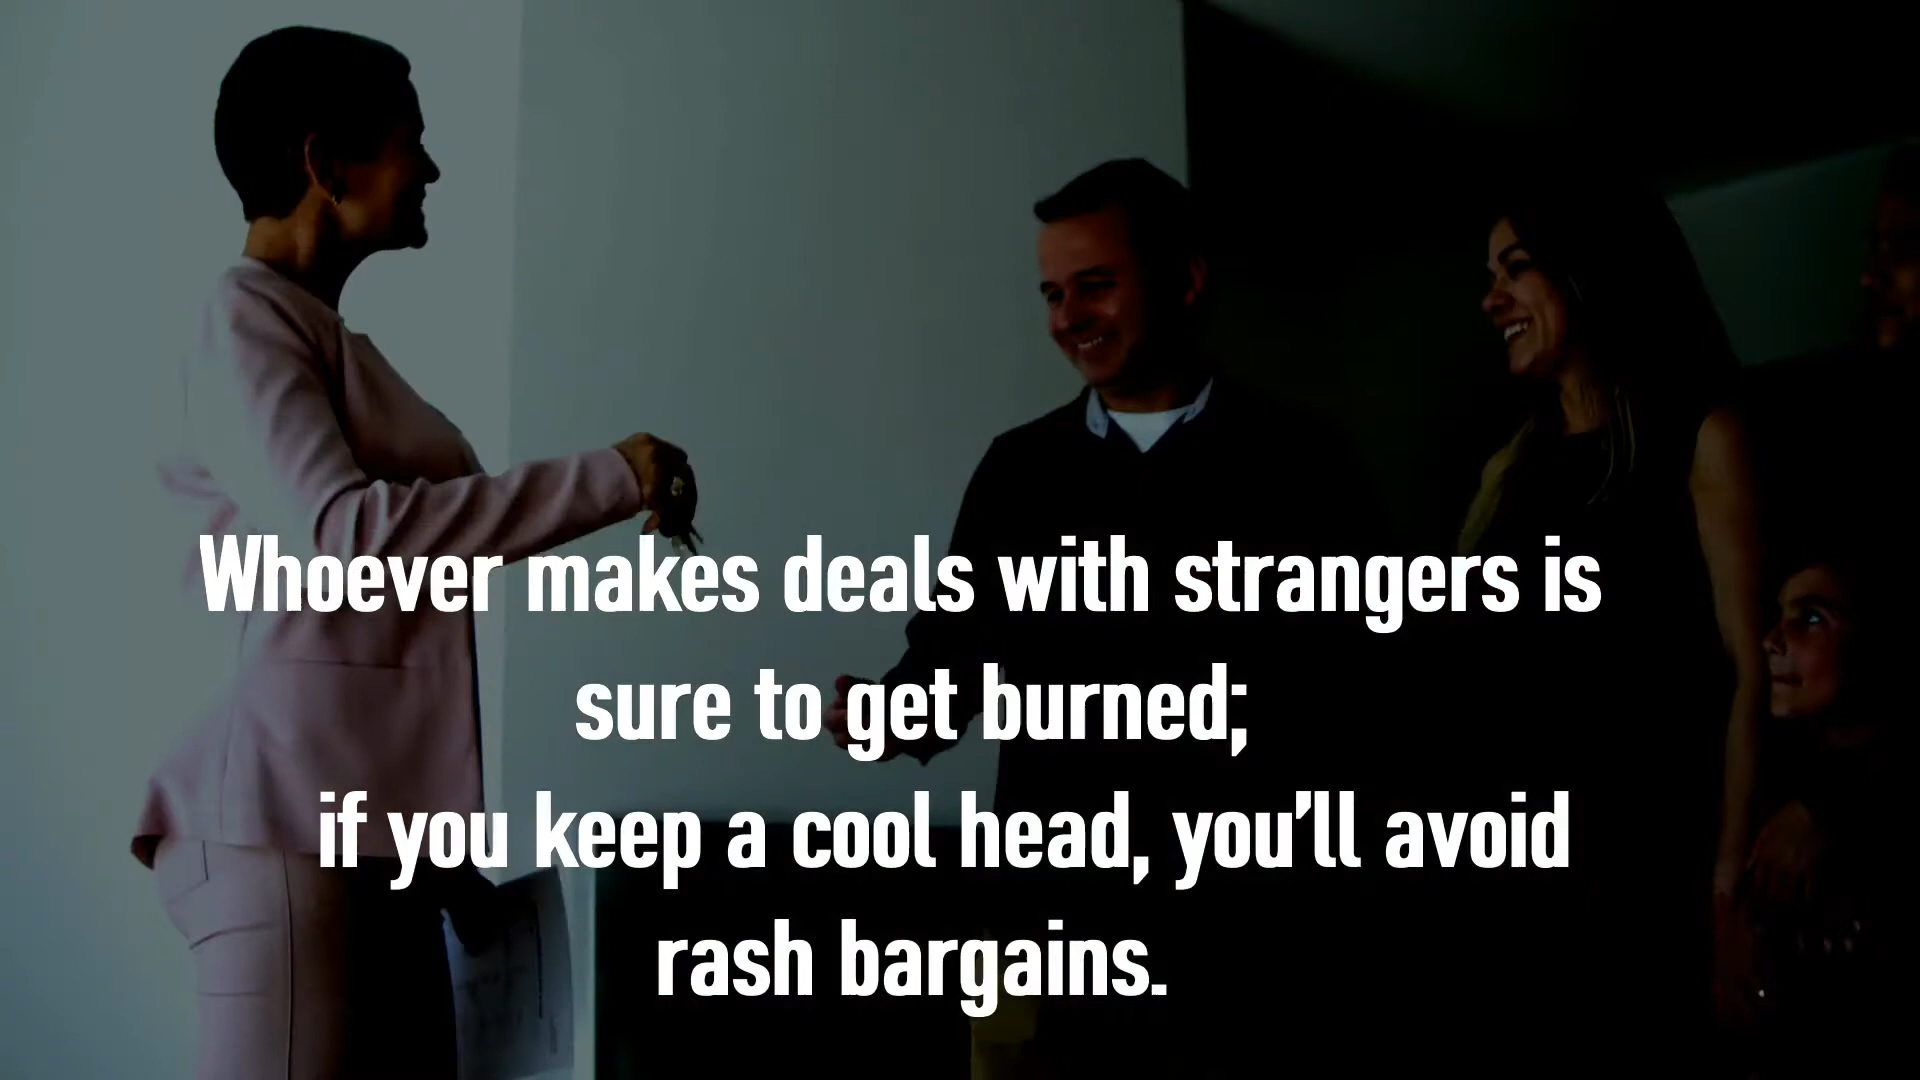 Whoever makes deals with strangers is
sure to get burned;
if you keep a cool head, you’ll avoid
rash bargains.